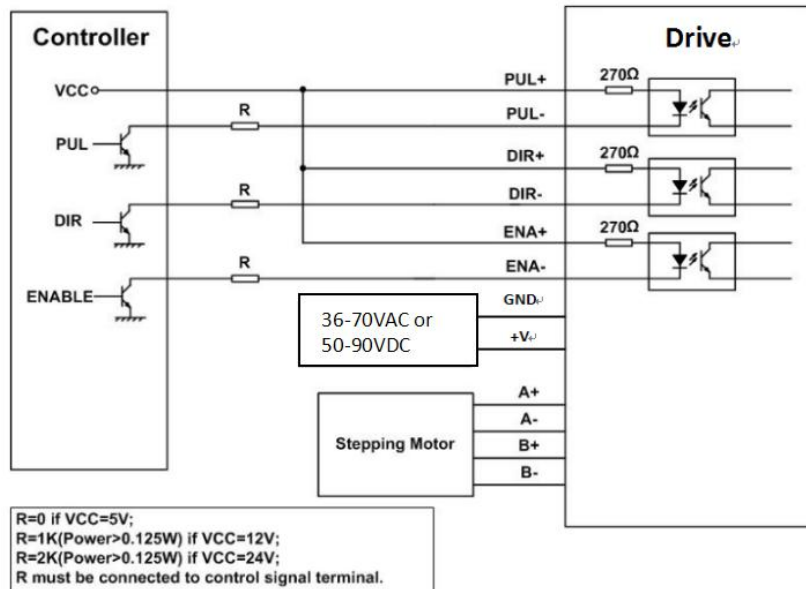 Controller
Drive
VCC
PUL
DIR
ENABLE
R
R
R
PUL+
PUL-
DIR+
DIR-
ENA+
ENA-
GND
+V
270Ω
270Ω
270Ω
36-70VAC or
50-90VDC
Stepping Motor
A+
A-
B+
B-
R=0 if VCC=5V;
R=1K(Power>0.125W) if VCC=12V;
R=2K(Power>0.125W) if VCC=24V;
R must be connected to control signal terminal.